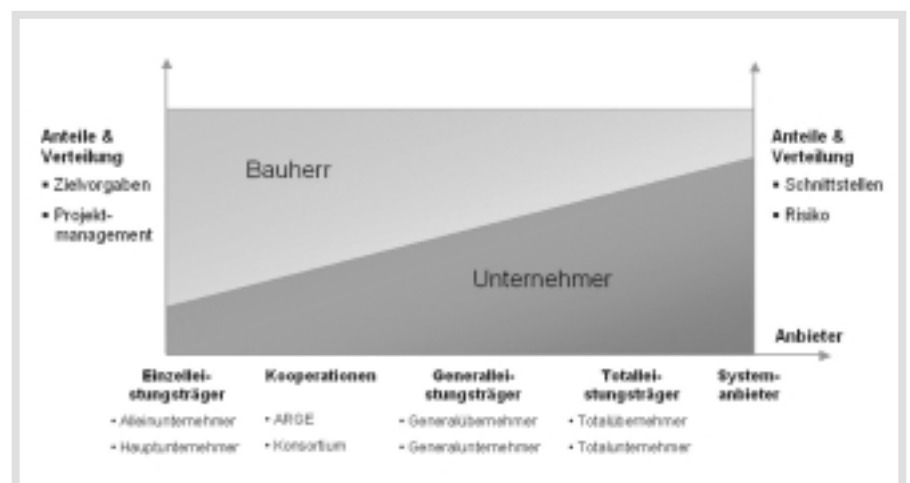 Anteile &
Verteilung
▪ Zielvorgaben
▪ Projekt-
management
Bauherr
Unternehmer
Anteile &
Verteilung
▪ Schnittstellen
▪ Risiko
Anbieter
Einzellei-
stungsträger
• Alleinunternehmer
• Hauptunternehmer
Kooperationen
• ARGE
• Konsortium
Generallei-
stungsträger
• Generalübernehmer
• Generalunternehmer
Totallei-
stungsträger
• Totalübernehmer
• Totalunternehmer
System-
anbieter